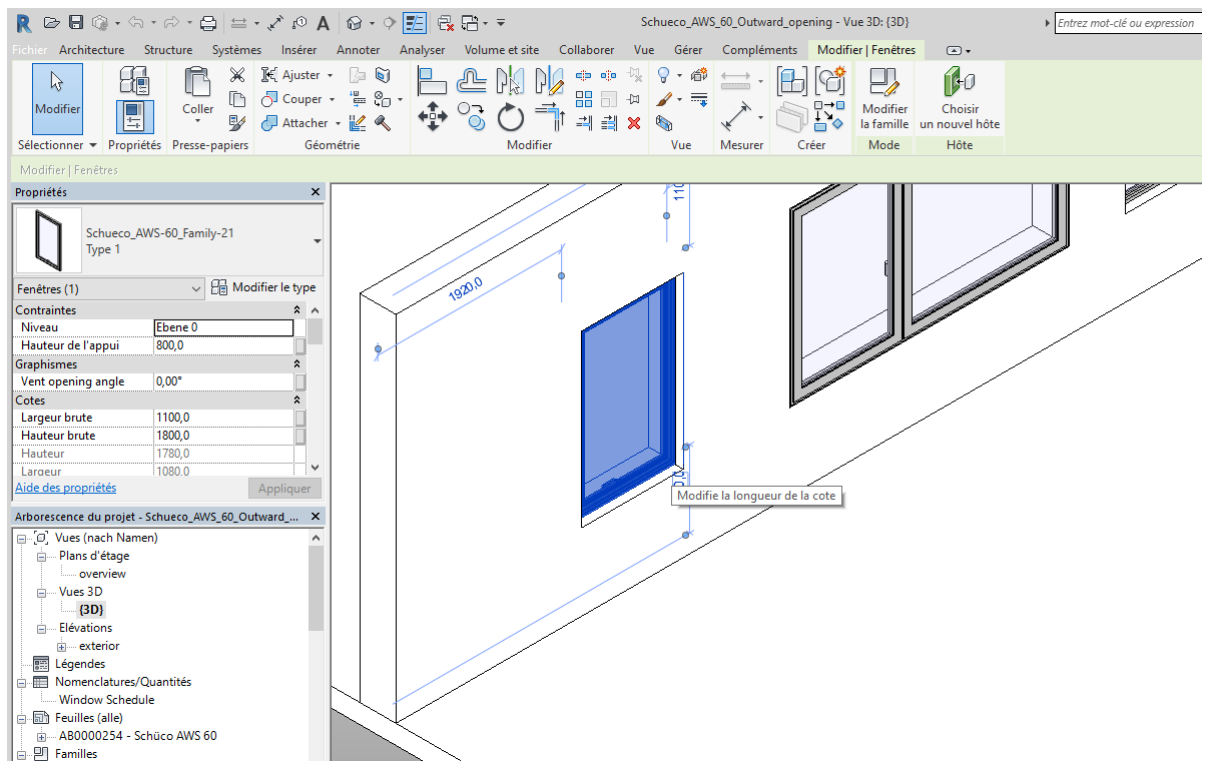 Schueco_AWS_60_Outward_opening - Vue 3D: {3D}
Entrez mot-clé ou expression
Fichier Architecture Structure Systèmes Insérer Annoter Analyser Volume et site Collaborer Vue Gérer Compléments Modifier | Fenêtres
Modifier
Coller
Ajuster
Couper
Attacher
Modifier
la famille
Choisir
un nouvel hôte
Sélectionner Propriétés Presse-papiers Géométrie Modifier Vue Mesurer Créer Mode Hôte
Modifier | Fenêtres
Propriétés
Schueco_AWS-60_Family-21
Type 1
Fenêtres (1) Modifier le type
Contraintes
Niveau Ebene 0
Hauteur de l'appui 800,0
Graphismes
Vent opening angle 0,00°
Cotes
Largeur brute 1100,0
Hauteur brute 1800,0
Hauteur 1780,0
Largeur 1080,0
Aide des propriétés Appliquer
Arborescence du projet - Schueco_AWS_60_Outward_...
Vues (nach Namen)
Plans d'étage
overview
Vues 3D
{3D}
Elévations
exterior
Légendes
Nomenclatures/Quantités
Window Schedule
Feuilles (alle)
AB0000254 - Schüco AWS 60
Familles
1920,0
Modifie la longueur de la cote